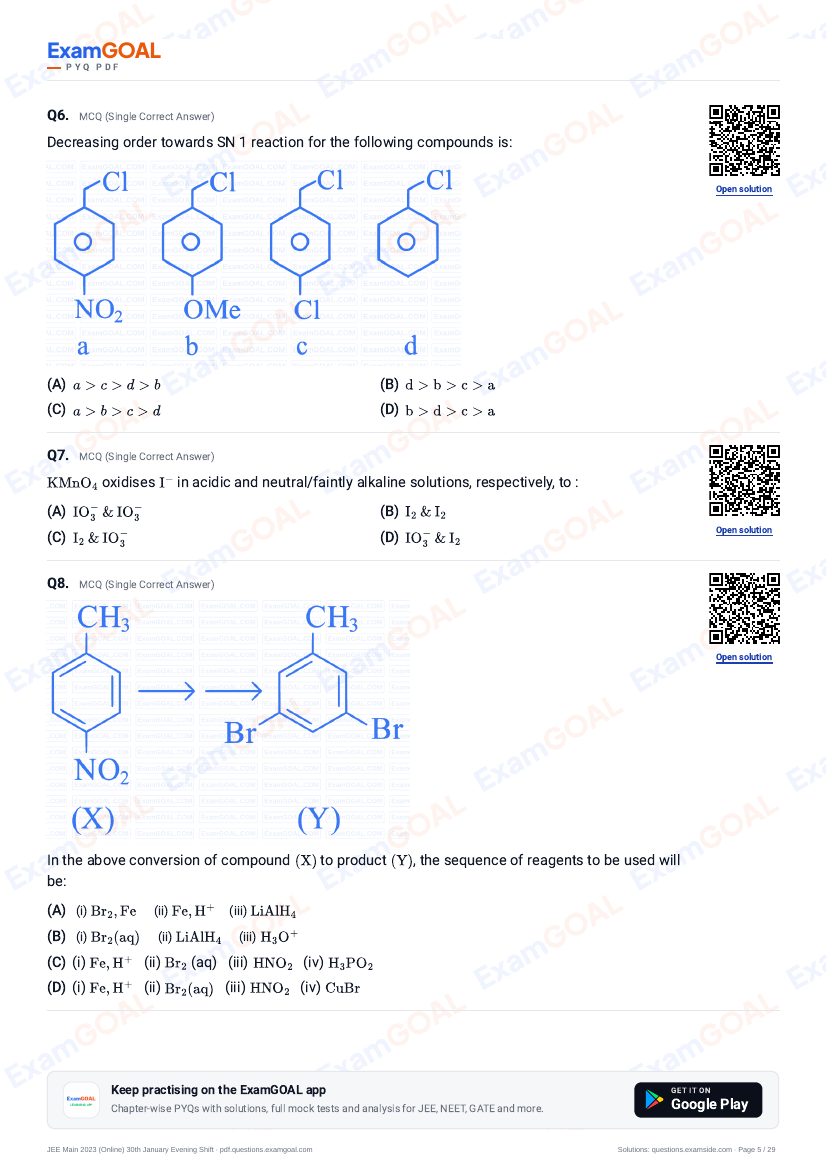 ExamGOAL
PYQ PDF
Q6. MCQ (Single Correct Answer)
Decreasing order towards SN 1 reaction for the following compounds is:
Open solution
Cl Cl Cl Cl
NO₂ OMe Cl
a b c d
(A) a > c > d > b (B) d > b > c > a
(C) a > b > c > d (D) b > d > c > a
Q7. MCQ (Single Correct Answer)
KMnO₄ oxidises I⁻ in acidic and neutral/faintly alkaline solutions, respectively, to :
(A) IO₃⁻ & IO₃⁻ (B) I₂ & I₂
Open solution
(C) I₂ & IO₃⁻ (D) IO₃⁻ & I₂
Q8. MCQ (Single Correct Answer)
CH₃ CH₃
Open solution
Br Br
NO₂
(X) (Y)
In the above conversion of compound (X) to product (Y), the sequence of reagents to be used will
be:
(A) (i) Br₂, Fe (ii) Fe, H⁺ (iii) LiAlH₄
(B) (i) Br₂(aq) (ii) LiAlH₄ (iii) H₃O⁺
(C) (i) Fe, H⁺ (ii) Br₂ (aq) (iii) HNO₂ (iv) H₃PO₂
(D) (i) Fe, H⁺ (ii) Br₂(aq) (iii) HNO₂ (iv) CuBr
Keep practising on the ExamGOAL app
Chapter-wise PYQs with solutions, full mock tests and analysis for JEE, NEET, GATE and more.
GET IT ON
Google Play
JEE Main 2023 (Online) 30th January Evening Shift · pdf.questions.examgoal.com
Solutions: questions.examside.com · Page 5 / 29